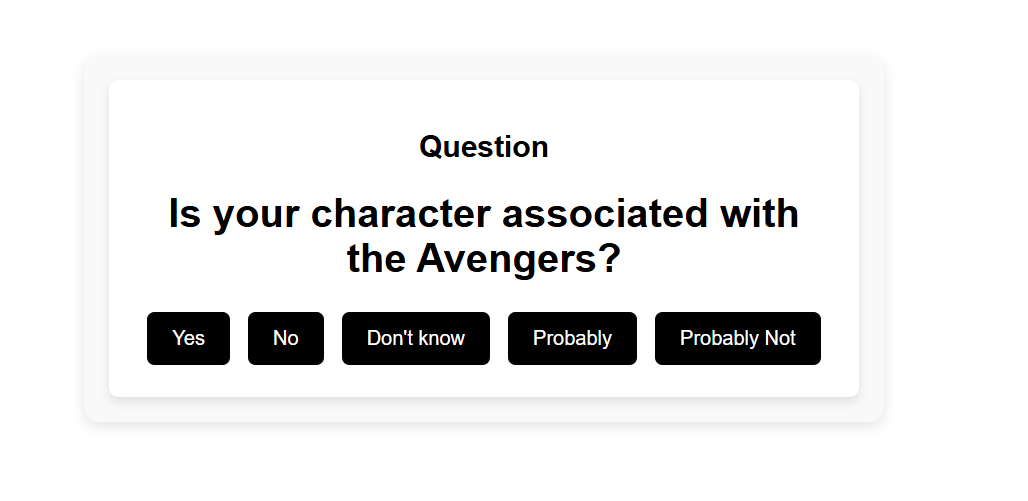 Question
Is your character associated with
the Avengers?
Yes No Don't know Probably Probably Not